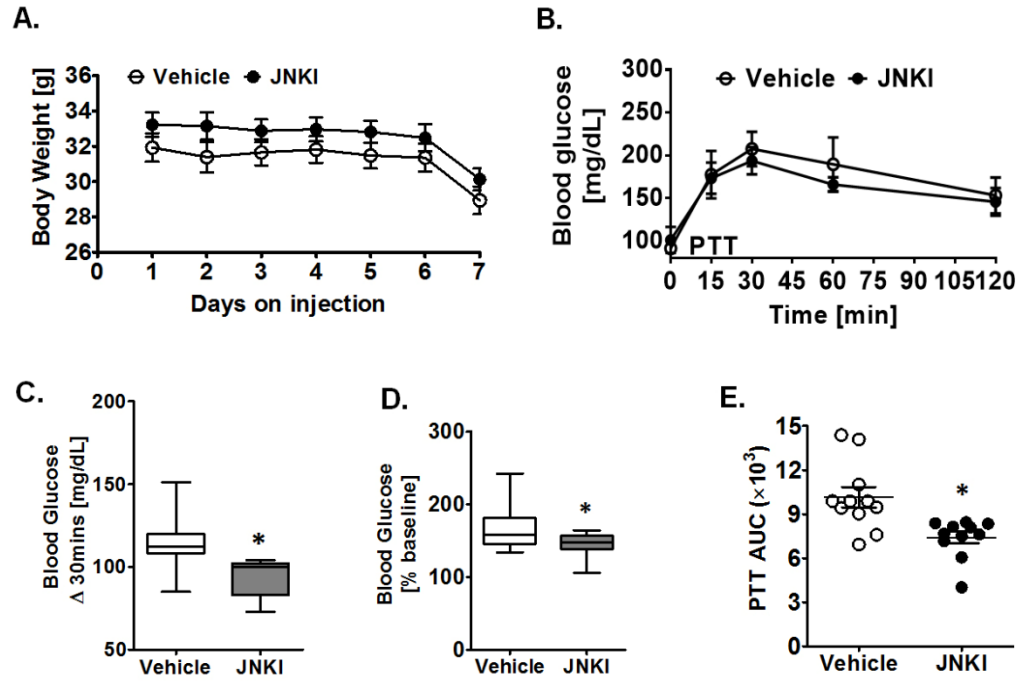 A.
Vehicle JNKI
Body Weight [g]
36
34
32
30
28
26
0 1 2 3 4 5 6 7
Days on injection
B.
Vehicle JNKI
Blood glucose
[mg/dL]
300
250
200
150
100
PTT
0 15 30 45 60 75 90 105 120
Time [min]
C.
Blood Glucose
Δ 30mins [mg/dL]
200
150
100
50
*
Vehicle JNKI
D.
Blood Glucose
[% baseline]
300
200
150
0
*
Vehicle JNKI
E.
PTT AUC (×10³)
15
12
9
6
3
0
*
Vehicle JNKI